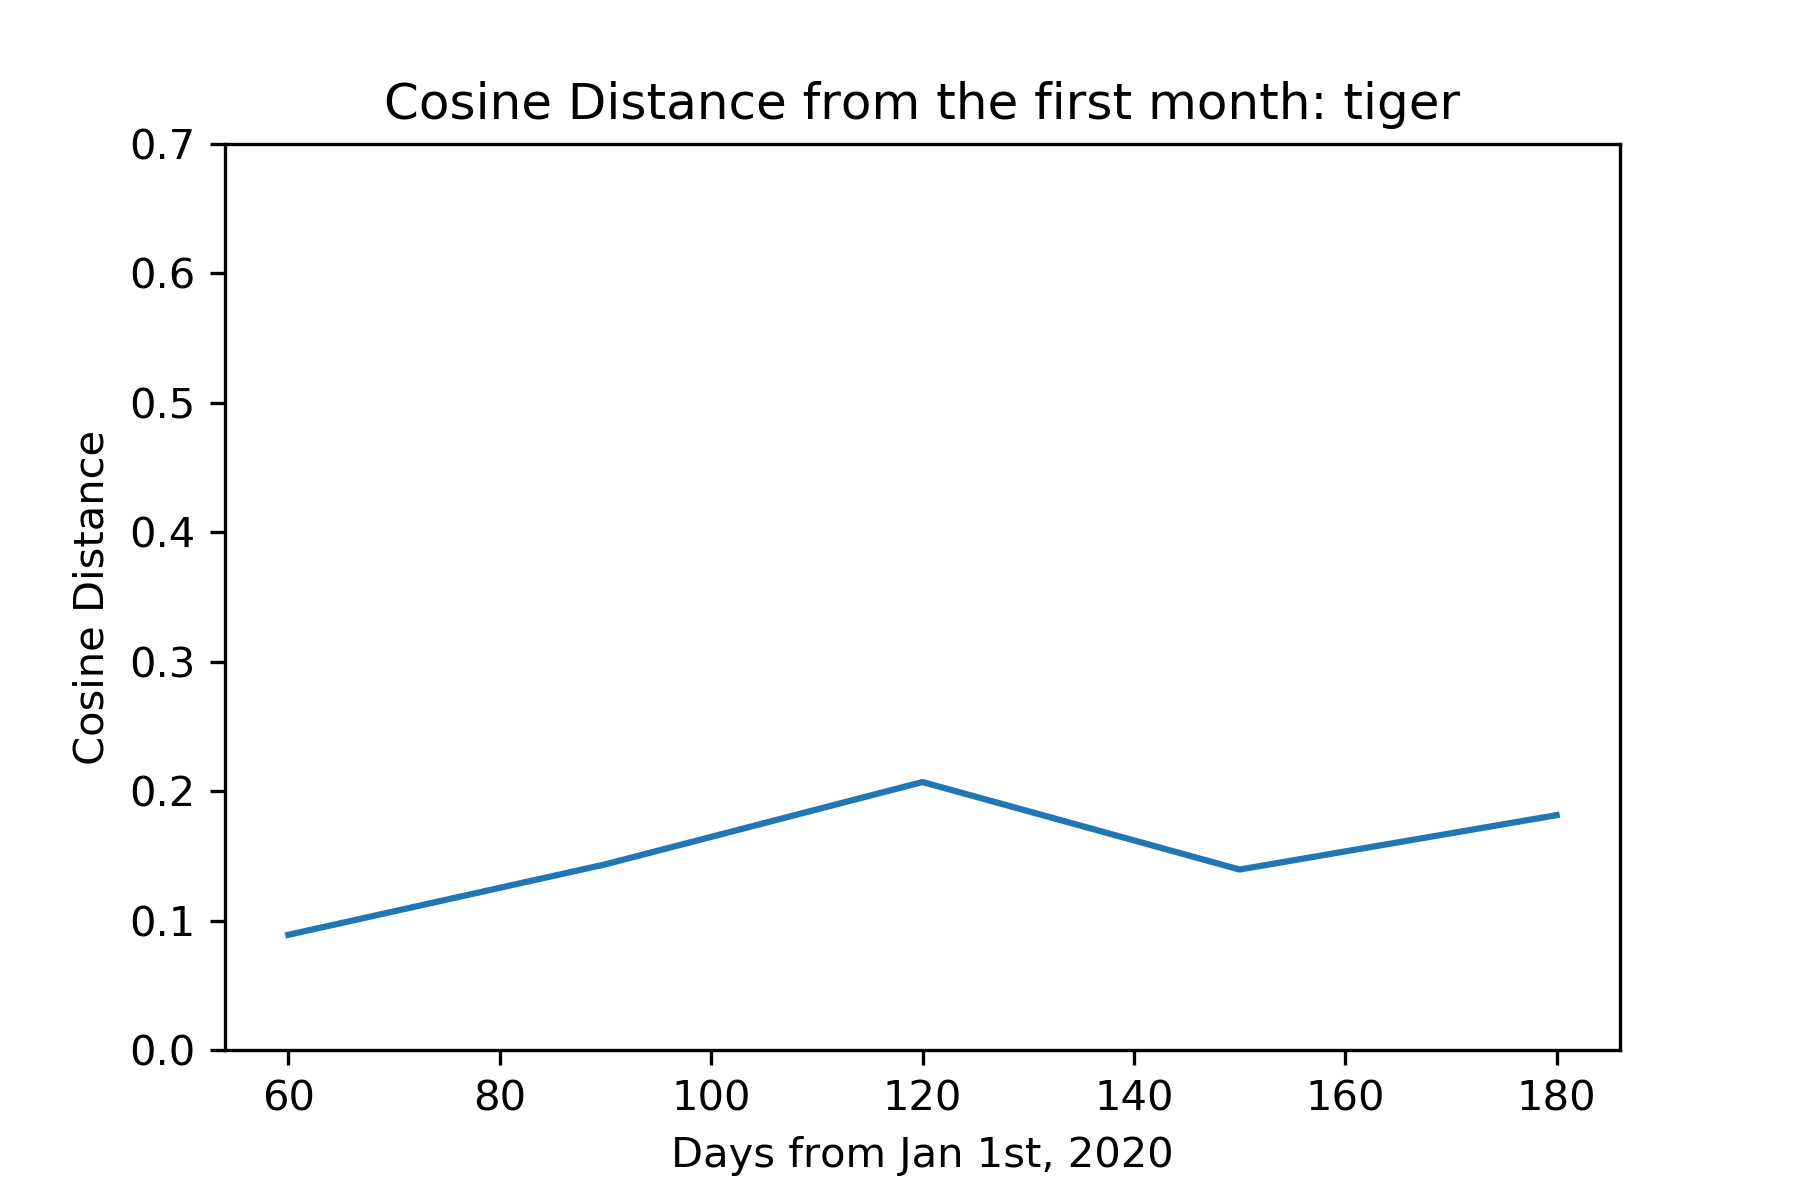 Cosine Distance from the first month: tiger
0.7
0.6
0.5
0.4
0.3
0.2
0.1
0.0
Cosine Distance
60 80 100 120 140 160 180
Days from Jan 1st, 2020